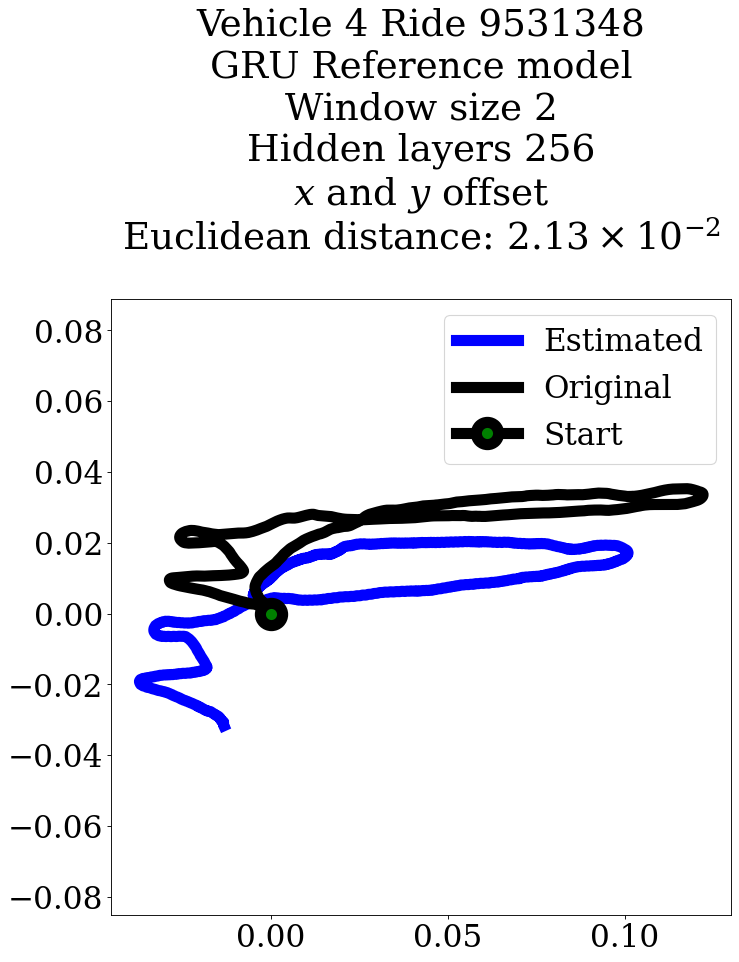 Vehicle 4 Ride 9531348
GRU Reference model
Window size 2
Hidden layers 256
x and y offset
Euclidean distance: 2.13 × 10⁻²
Estimated
Original
Start
0.08
0.06
0.04
0.02
0.00
−0.02
−0.04
−0.06
−0.08
0.00 0.05 0.10